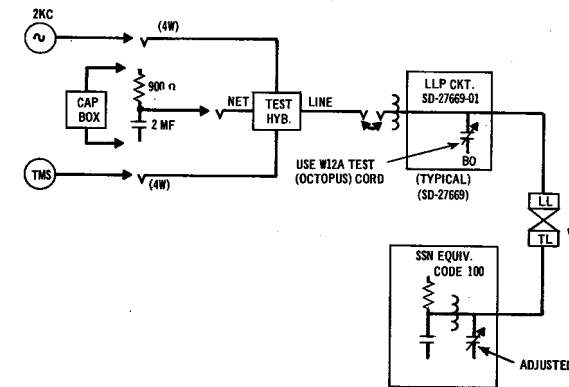 2KC
(4W)
900 Ω
CAP
BOX
2 MF
NET
TEST
HYB.
LINE
TMS
(4W)
LLP CKT.
SD-27669-01
BO
USE W12A TEST
(OCTOPUS) CORD
(TYPICAL)
(SD-27669)
LL
TL
SSN EQUIV.
CODE 100
ADJUSTED